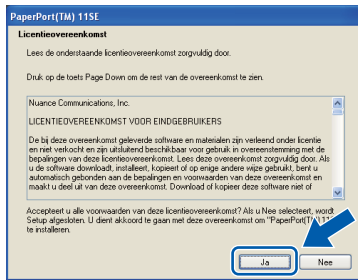 PaperPort(TM) 11SE
Licentieovereenkomst
Lees de onderstaande licentieovereenkomst zorgvuldig door.
Druk op de toets Page Down om de rest van de overeenkomst te zien.
Nuance Communications, Inc.
LICENTIEOVEREENKOMST VOOR EINDGEBRUIKERS
De bij deze overeenkomst geleverde software en materialen zijn verleend onder licentie
en niet verkocht en zijn uitsluitend beschikbaar voor gebruik in overeenstemming met de
bepalingen van deze licentieovereenkomst. Lees deze overeenkomst zorgvuldig door. Als
u de software downloadt, installeert, kopieert of op enige andere wijze gebruikt, bent u
automatisch gebonden aan de bepalingen en voorwaarden van deze overeenkomst en
maakt u deel uit van deze overeenkomst. Download of kopieer deze software niet of
Accepteert u alle voorwaarden van deze licentieovereenkomst? Als u Nee selecteert, wordt
Setup afgesloten. U dient akkoord te gaan met deze overeenkomst om "PaperPort(TM) 11
te installeren.
Ja
Nee